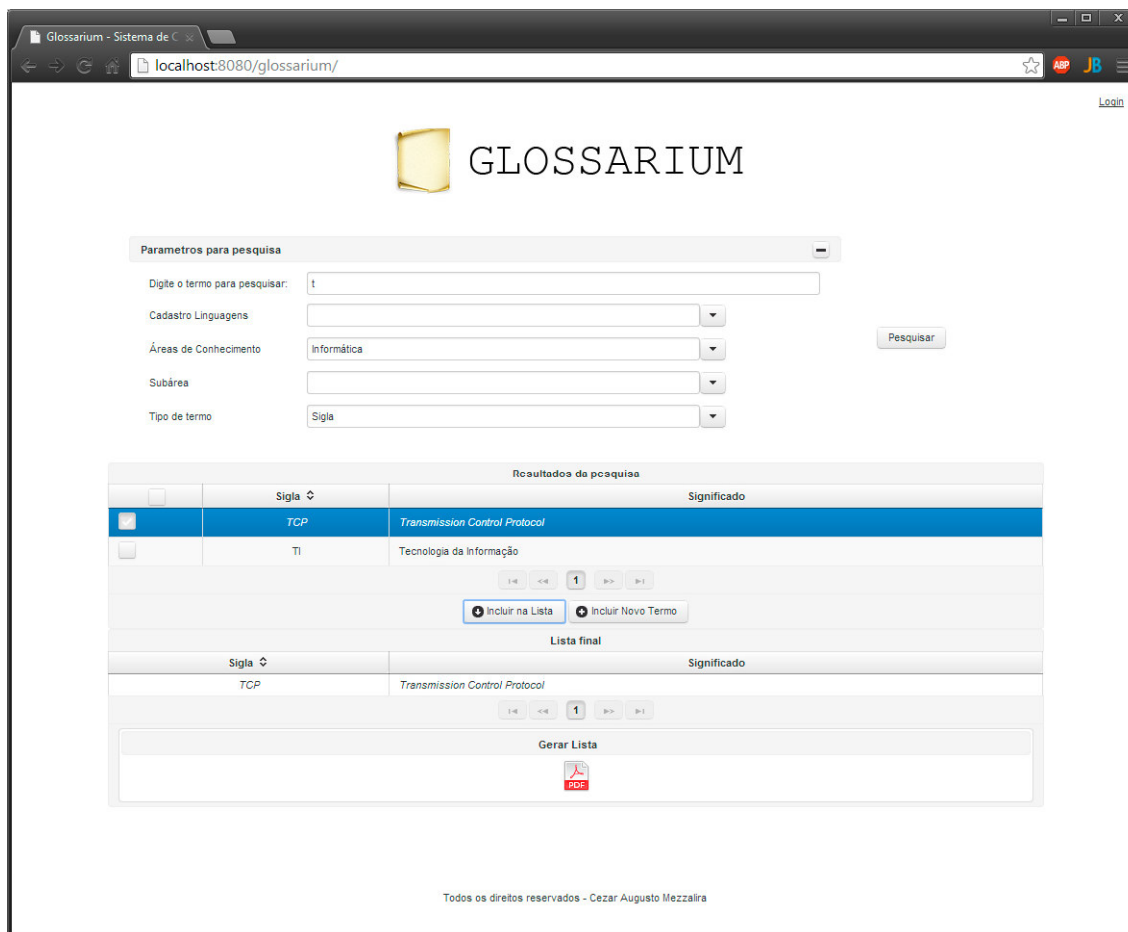 Glossarium - Sistema de C
localhost:8080/glossarium/
ABP
JB
Login
GLOSSARIUM
Parametros para pesquisa
Digite o termo para pesquisar: t
Cadastro Linguagens
Áreas de Conhecimento Informática
Pesquisar
Subárea
Tipo de termo Sigla
Resultados da pesquisa
Sigla Significado
TCP Transmission Control Protocol
TI Tecnologia da Informação
1
Incluir na Lista Incluir Novo Termo
Lista final
Sigla Significado
TCP Transmission Control Protocol
1
Gerar Lista
PDF
Todos os direitos reservados - Cezar Augusto Mezzalira